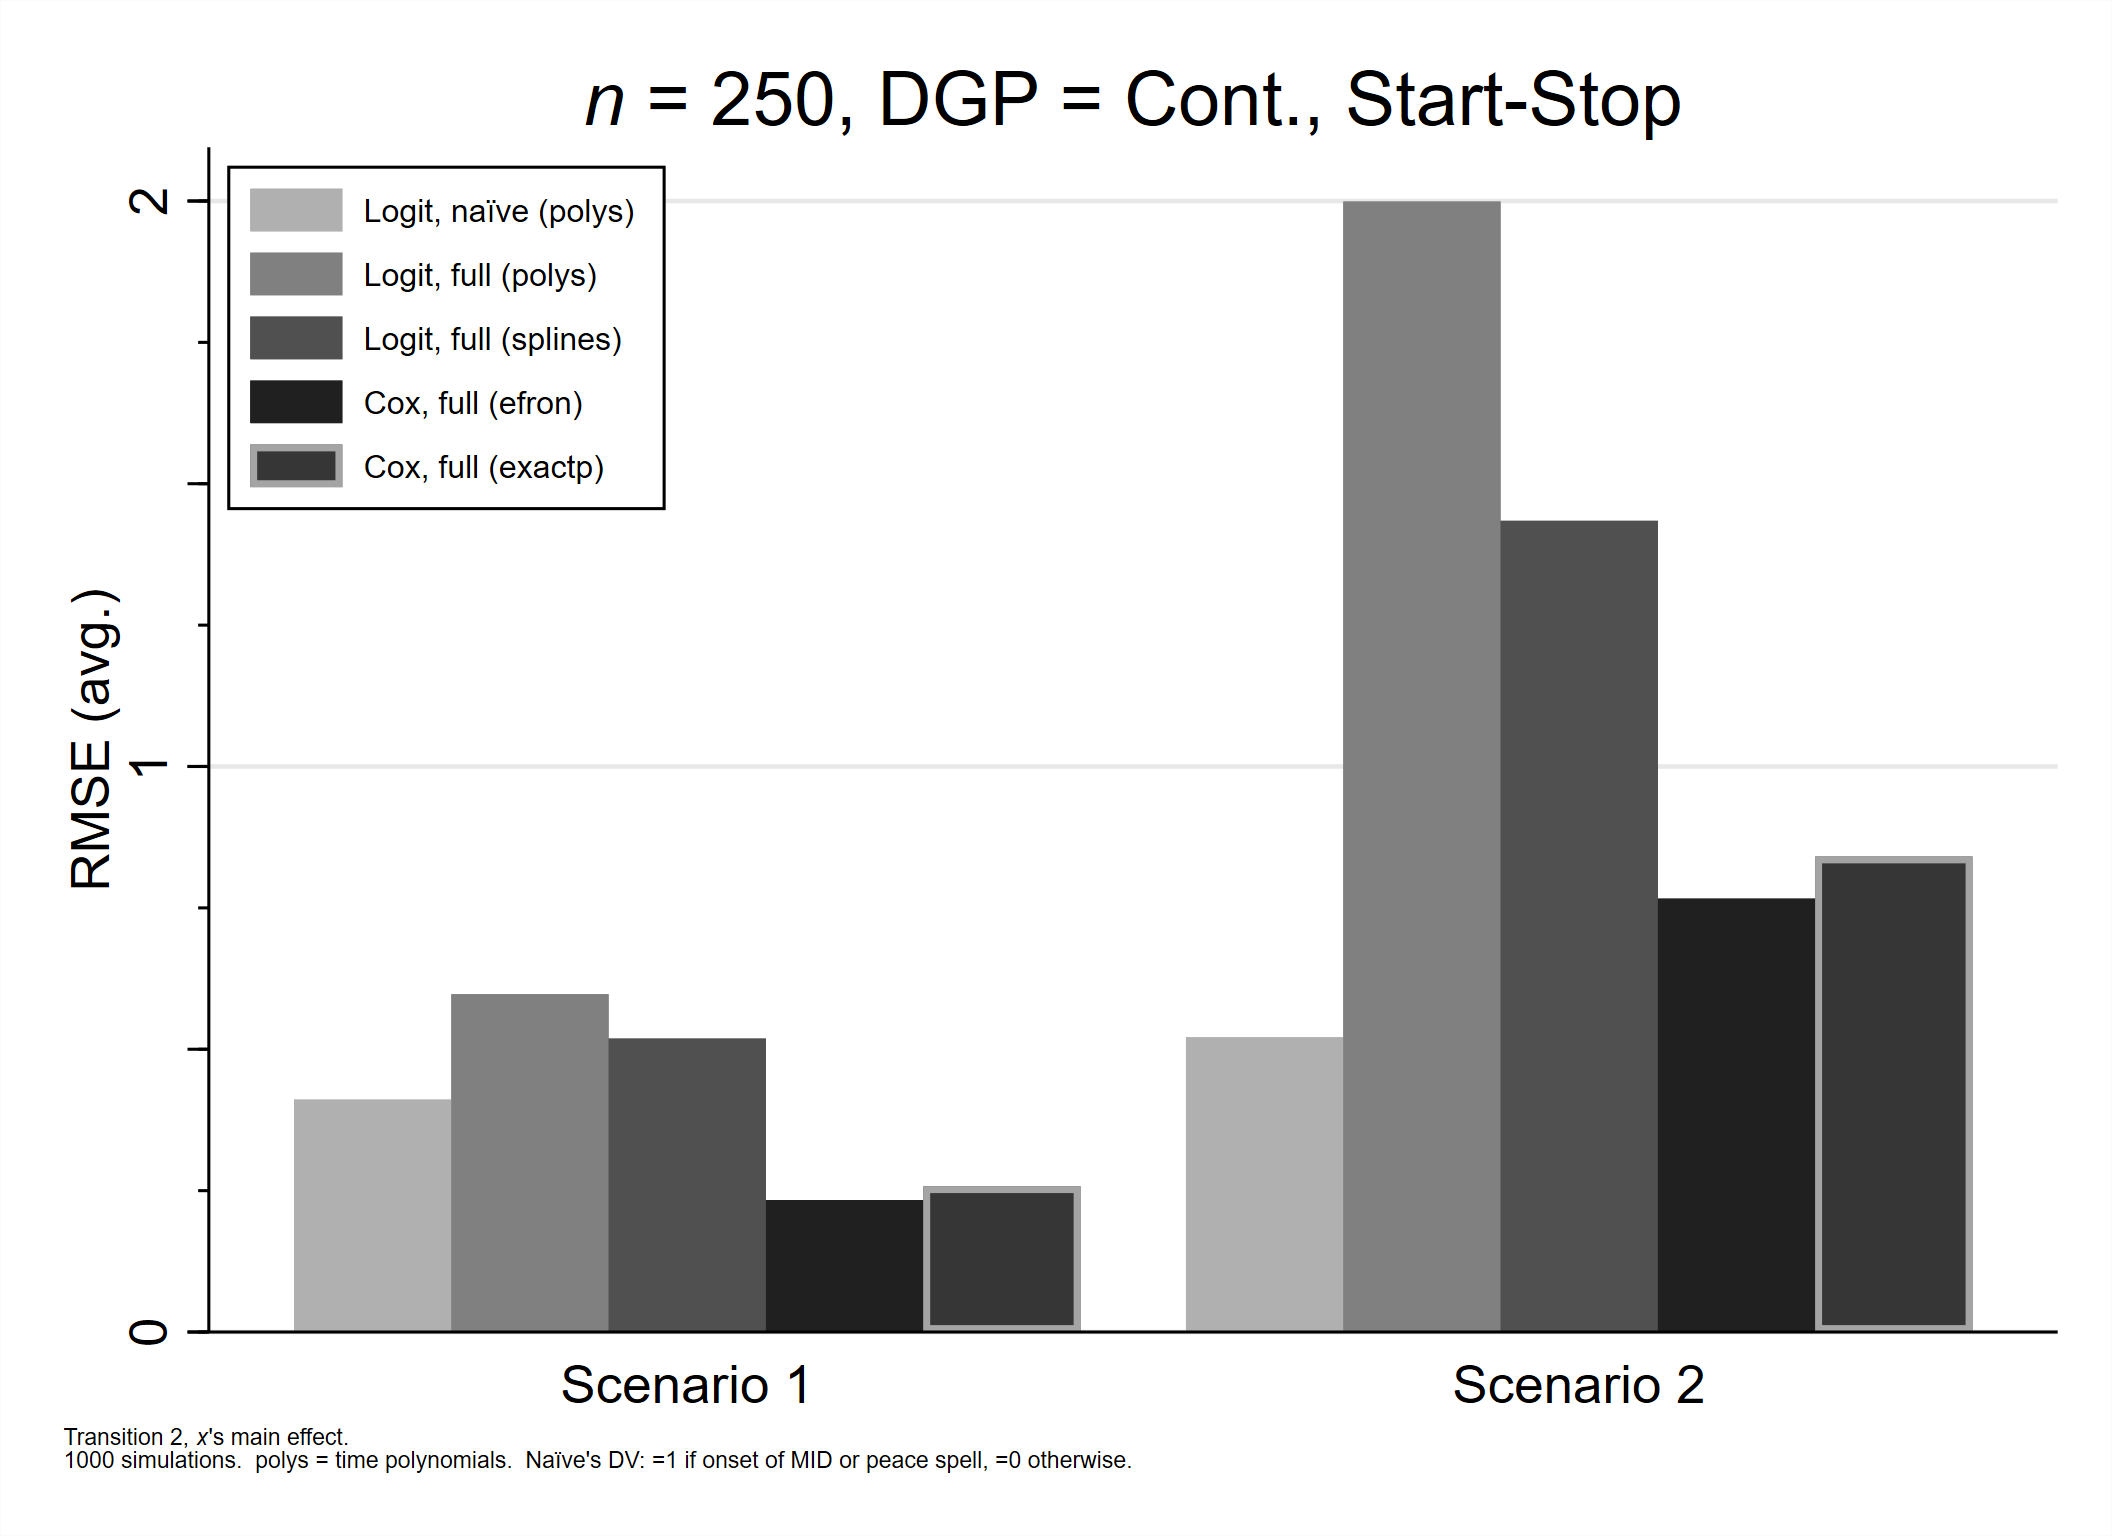 n = 250, DGP = Cont., Start-Stop
Logit, naïve (polys)
Logit, full (polys)
Logit, full (splines)
Cox, full (efron)
Cox, full (exactp)
RMSE (avg.)
2
1
0
Scenario 1
Scenario 2
Transition 2, x's main effect.
1000 simulations.  polys = time polynomials.  Naïve's DV: =1 if onset of MID or peace spell, =0 otherwise.